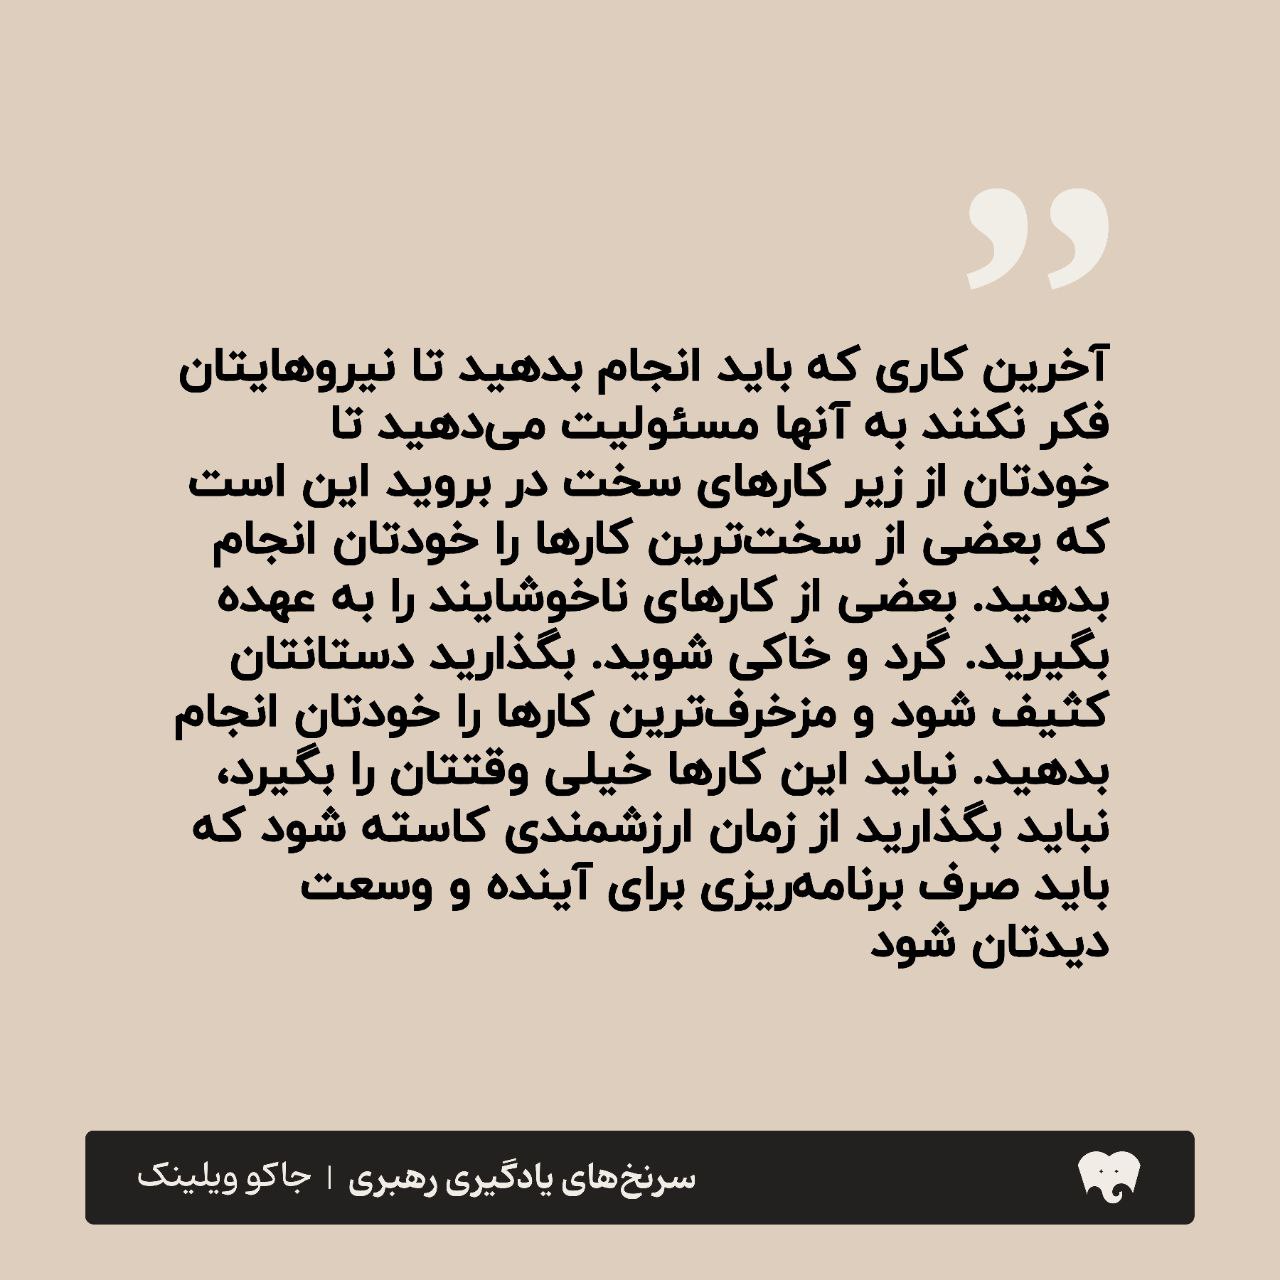 ”
آخرین کاری که باید انجام بدهید تا نیروهایتان
فکر نکنند به آنها مسئولیت می‌دهید تا
خودتان از زیر کارهای سخت در بروید این است
که بعضی از سخت‌ترین کارها را خودتان انجام
بدهید. بعضی از کارهای ناخوشایند را به عهده
بگیرید. گرد و خاکی شوید. بگذارید دستانتان
کثیف شود و مزخرف‌ترین کارها را خودتان انجام
بدهید. نباید این کارها خیلی وقتتان را بگیرد،
نباید بگذارید از زمان ارزشمندی کاسته شود که
باید صرف برنامه‌ریزی برای آینده و وسعت
دیدتان شود
سرنخ‌های یادگیری رهبری | جاکو ویلینک